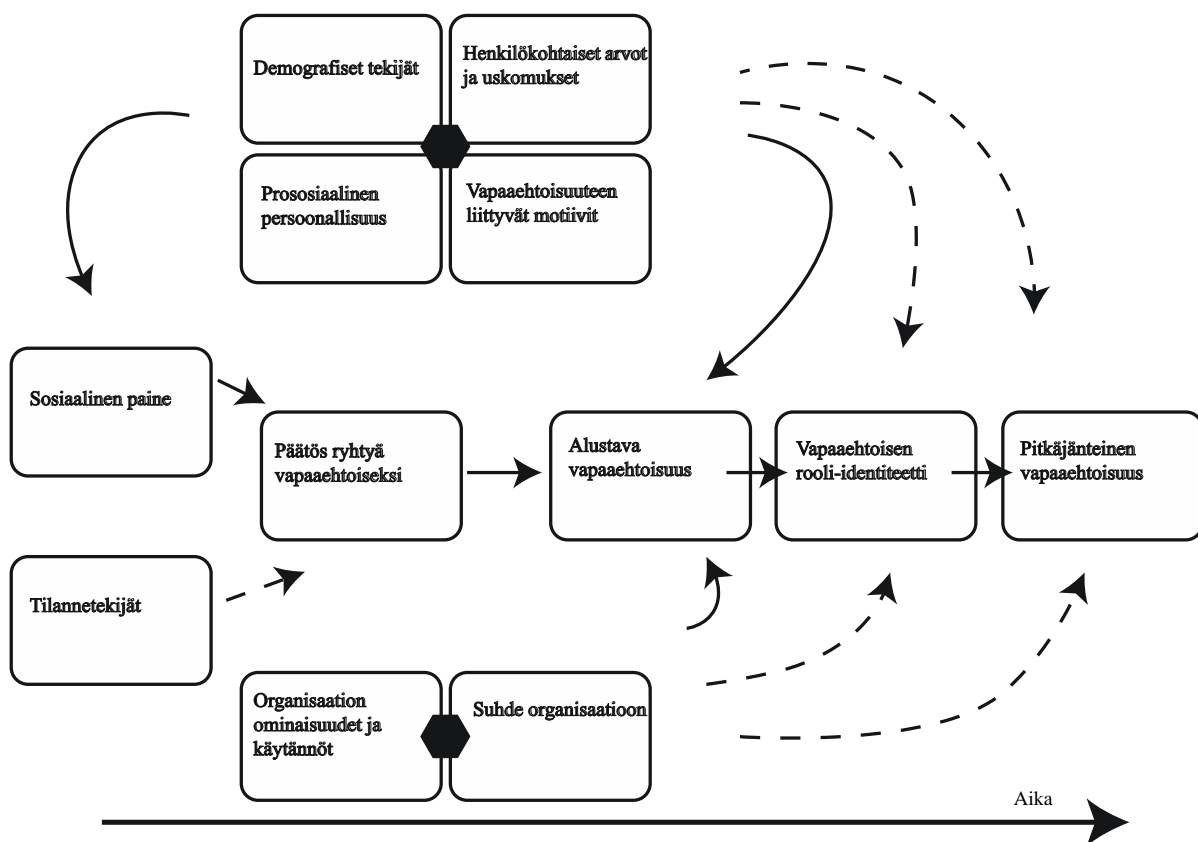 Demografiset tekijät
Henkilökohtaiset arvot
ja uskomukset
Prososiaalinen
persoonallisuus
Vapaaehtoisuuteen
liittyvät motiivit
Sosiaalinen paine
Päätös ryhtyä
vapaaehtoiseksi
Alustava
vapaaehtoisuus
Vapaaehtoisen
rooli-identiteetti
Pitkäjänteinen
vapaaehtoisuus
Tilannetekijät
Organisaation
ominaisuudet ja
käytännöt
Suhde organisaatioon
Aika